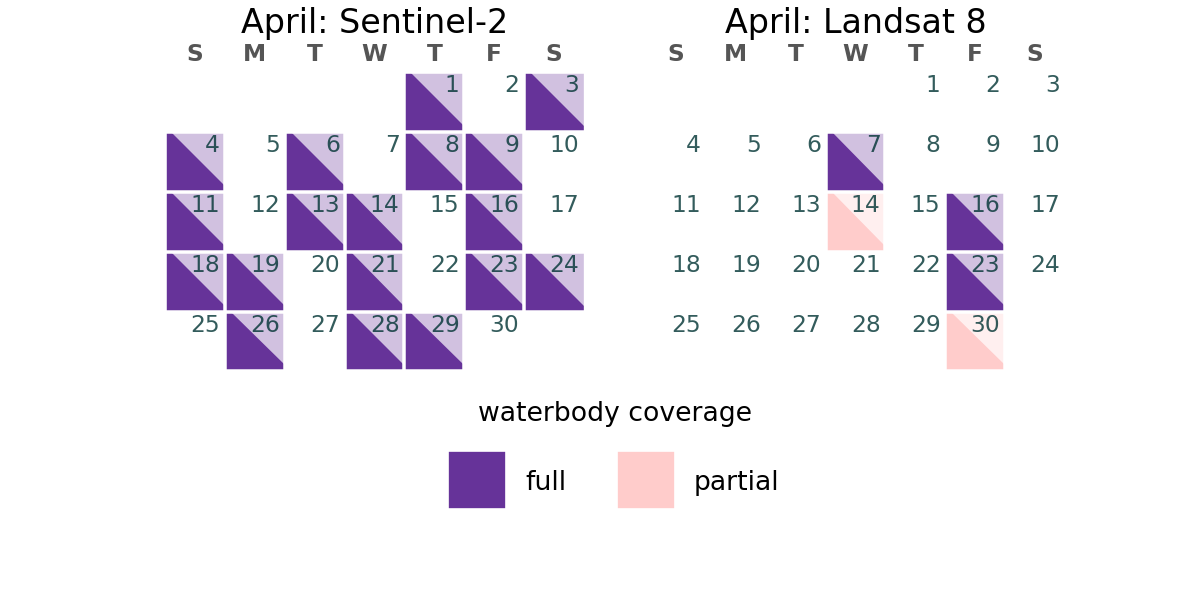 April: Sentinel-2
S M T W T F S
1 2 3
4 5 6 7 8 9 10
11 12 13 14 15 16 17
18 19 20 21 22 23 24
25 26 27 28 29 30
April: Landsat 8
S M T W T F S
1 2 3
4 5 6 7 8 9 10
11 12 13 14 15 16 17
18 19 20 21 22 23 24
25 26 27 28 29 30
waterbody coverage
full partial